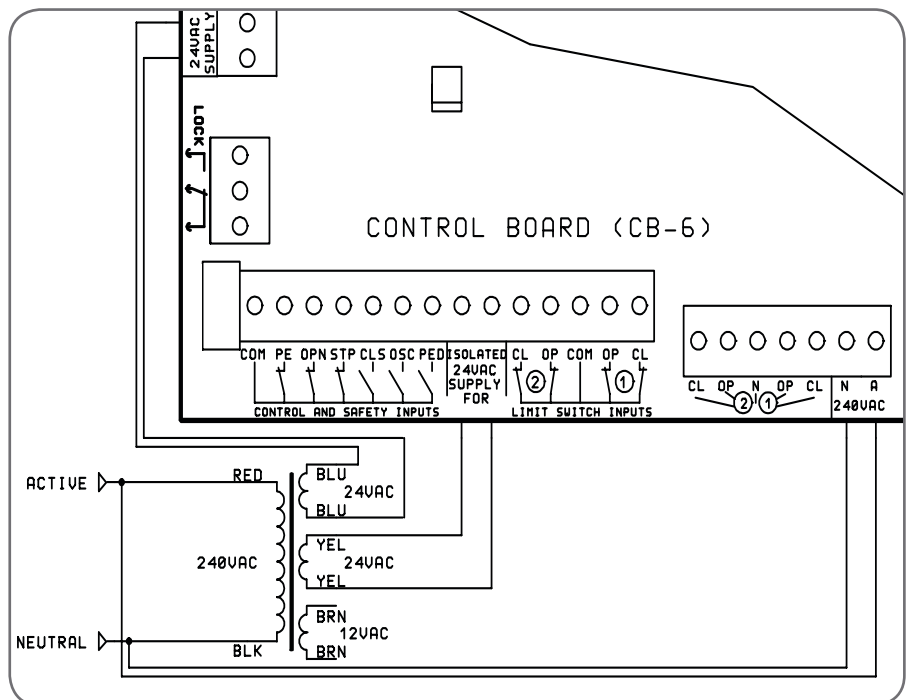 24VAC
SUPPLY
LOCK
CONTROL BOARD (CB-6)
COM PE OPN STP CLS OSC PED ISOLATED CL OP COM OP CL
24VAC
SUPPLY
FOR
2 1
CONTROL AND SAFETY INPUTS
LIMIT SWITCH INPUTS
CL OP N OP CL N A
2 1
240VAC
ACTIVE
RED
BLU
24VAC
BLU
240VAC
YEL
24VAC
YEL
NEUTRAL
BLK
BRN
12VAC
BRN